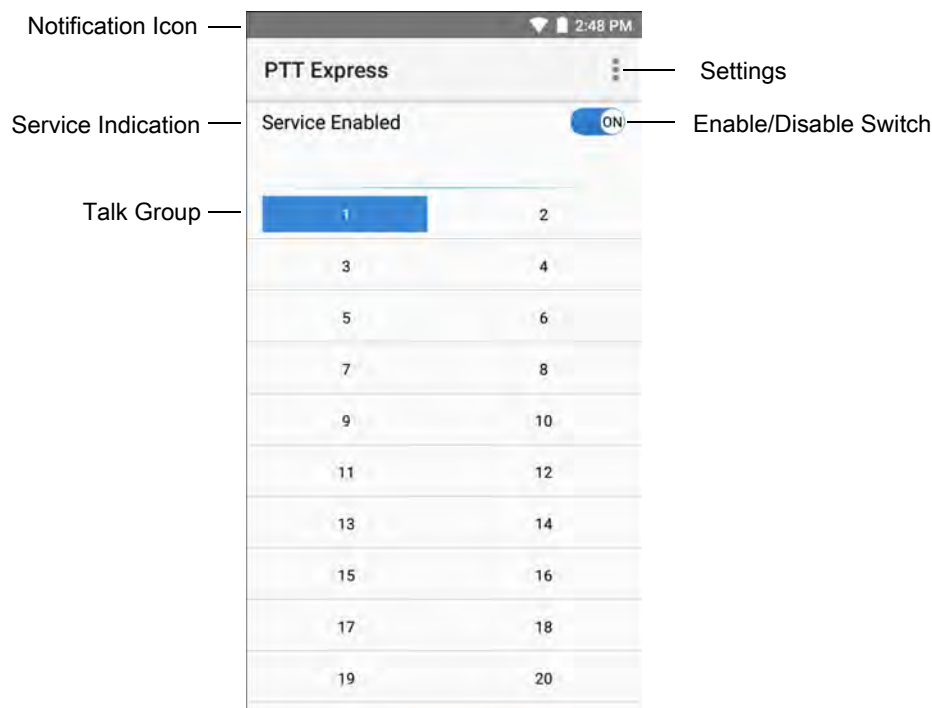 Notification Icon
2:48 PM
PTT Express
Settings
Service Indication
Service Enabled
ON
Enable/Disable Switch
Talk Group
1 2
3 4
5 6
7 8
9 10
11 12
13 14
15 16
17 18
19 20